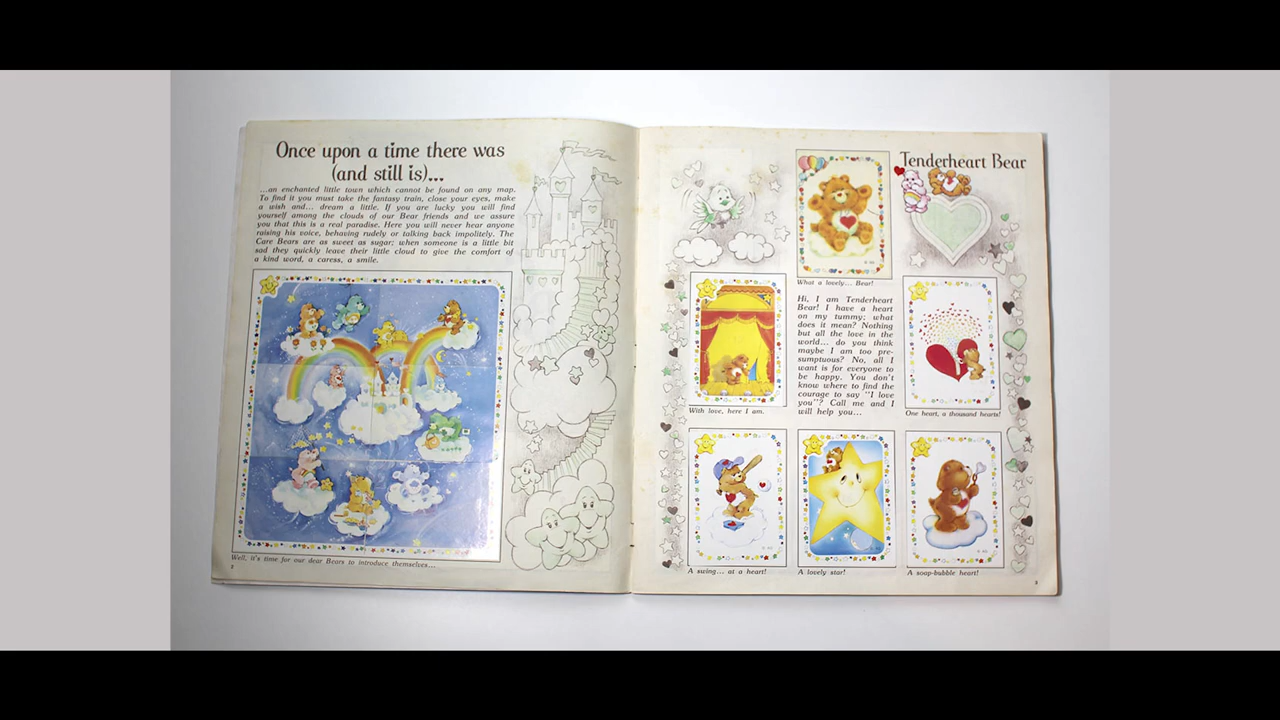 Once upon a time there was
(and still is)...
...an enchanted little town which cannot be found on any map.
To find it you must take the fantasy train, close your eyes, make
a wish and... dream a little. If you are lucky you will find
yourself among the clouds of our Bear friends and we assure
you that this is a real paradise. Here you will never hear anyone
raising his voice, behaving rudely or talking back impolitely. The
Care Bears are as sweet as sugar; when someone is a little bit
sad they quickly leave their little cloud to give the comfort of
a kind word, a caress, a smile.
Well, it's time for our dear Bears to introduce themselves...
Tenderheart Bear
What a lovely... Bear!
Hi, I am Tenderheart
Bear! I have a heart
on my tummy; what
does it mean? Nothing
but all the love in the
world... do you think
maybe I am too pre-
sumptuous? No, all I
want is for everyone to
be happy. You don't
know where to find the
courage to say "I love
you"? Call me and I
will help you...
With love, here I am.
One heart, a thousand hearts!
A swing... at a heart!
A lovely star!
A soap-bubble heart!